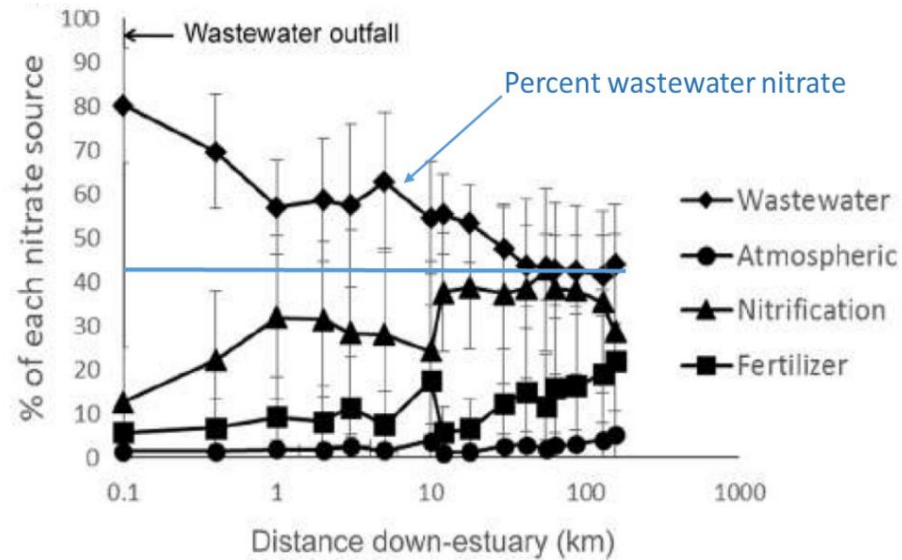 100
90
80
70
60
50
40
30
20
10
0
% of each nitrate source
Wastewater outfall
Percent wastewater nitrate
Wastewater
Atmospheric
Nitrification
Fertilizer
0.1
1
10
100
1000
Distance down-estuary (km)